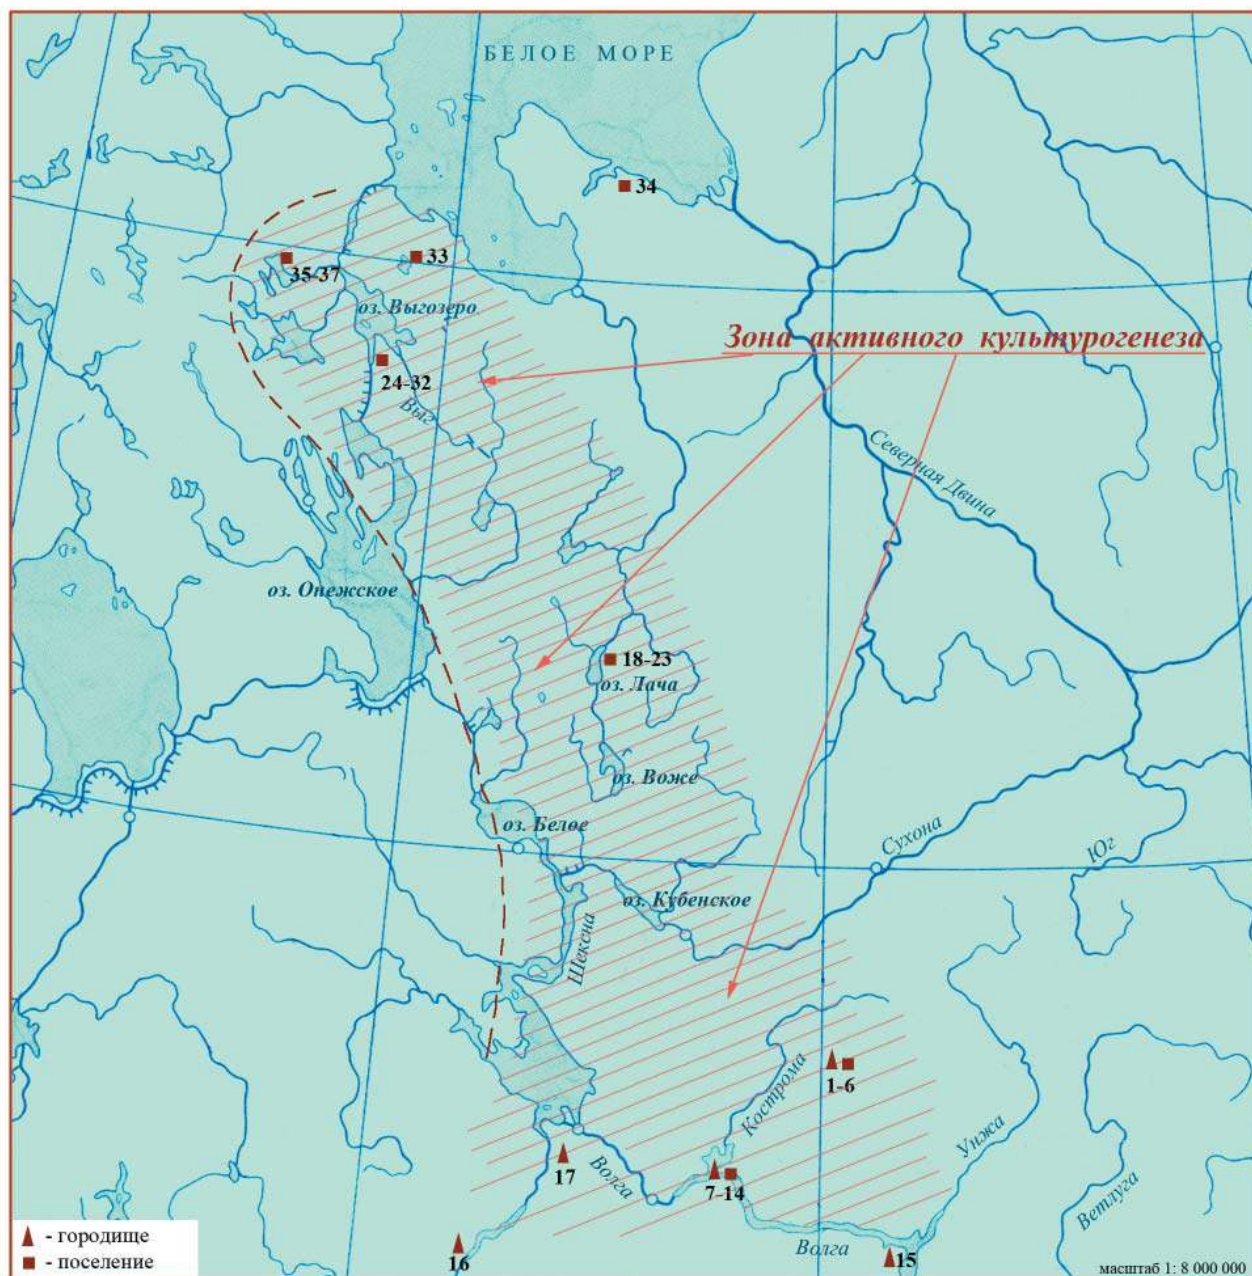 БЕЛОЕ МОРЕ
34
33
35-37
оз. Выгозеро
Зона активного культурогенеза
24-32
Выг
Северная Двина
оз. Онежское
18-23
оз. Лача
оз. Воже
оз. Белое
Сухона
Юг
оз. Кубенское
Шексна
Кострома
1-6
Унжа
17
Волга
7-14
Ветлуга
Волга
15
16
- городище
- поселение
масштаб 1: 8 000 000